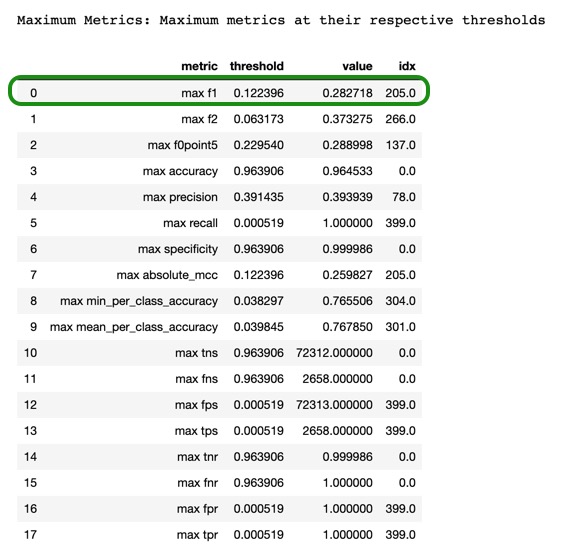 Maximum Metrics: Maximum metrics at their respective thresholds
metric threshold value idx
0 max f1 0.122396 0.282718 205.0
1 max f2 0.063173 0.373275 266.0
2 max f0point5 0.229540 0.288998 137.0
3 max accuracy 0.963906 0.964533 0.0
4 max precision 0.391435 0.393939 78.0
5 max recall 0.000519 1.000000 399.0
6 max specificity 0.963906 0.999986 0.0
7 max absolute_mcc 0.122396 0.259827 205.0
8 max min_per_class_accuracy 0.038297 0.765506 304.0
9 max mean_per_class_accuracy 0.039845 0.767850 301.0
10 max tns 0.963906 72312.000000 0.0
11 max fns 0.963906 2658.000000 0.0
12 max fps 0.000519 72313.000000 399.0
13 max tps 0.000519 2658.000000 399.0
14 max tnr 0.963906 0.999986 0.0
15 max fnr 0.963906 1.000000 0.0
16 max fpr 0.000519 1.000000 399.0
17 max tpr 0.000519 1.000000 399.0